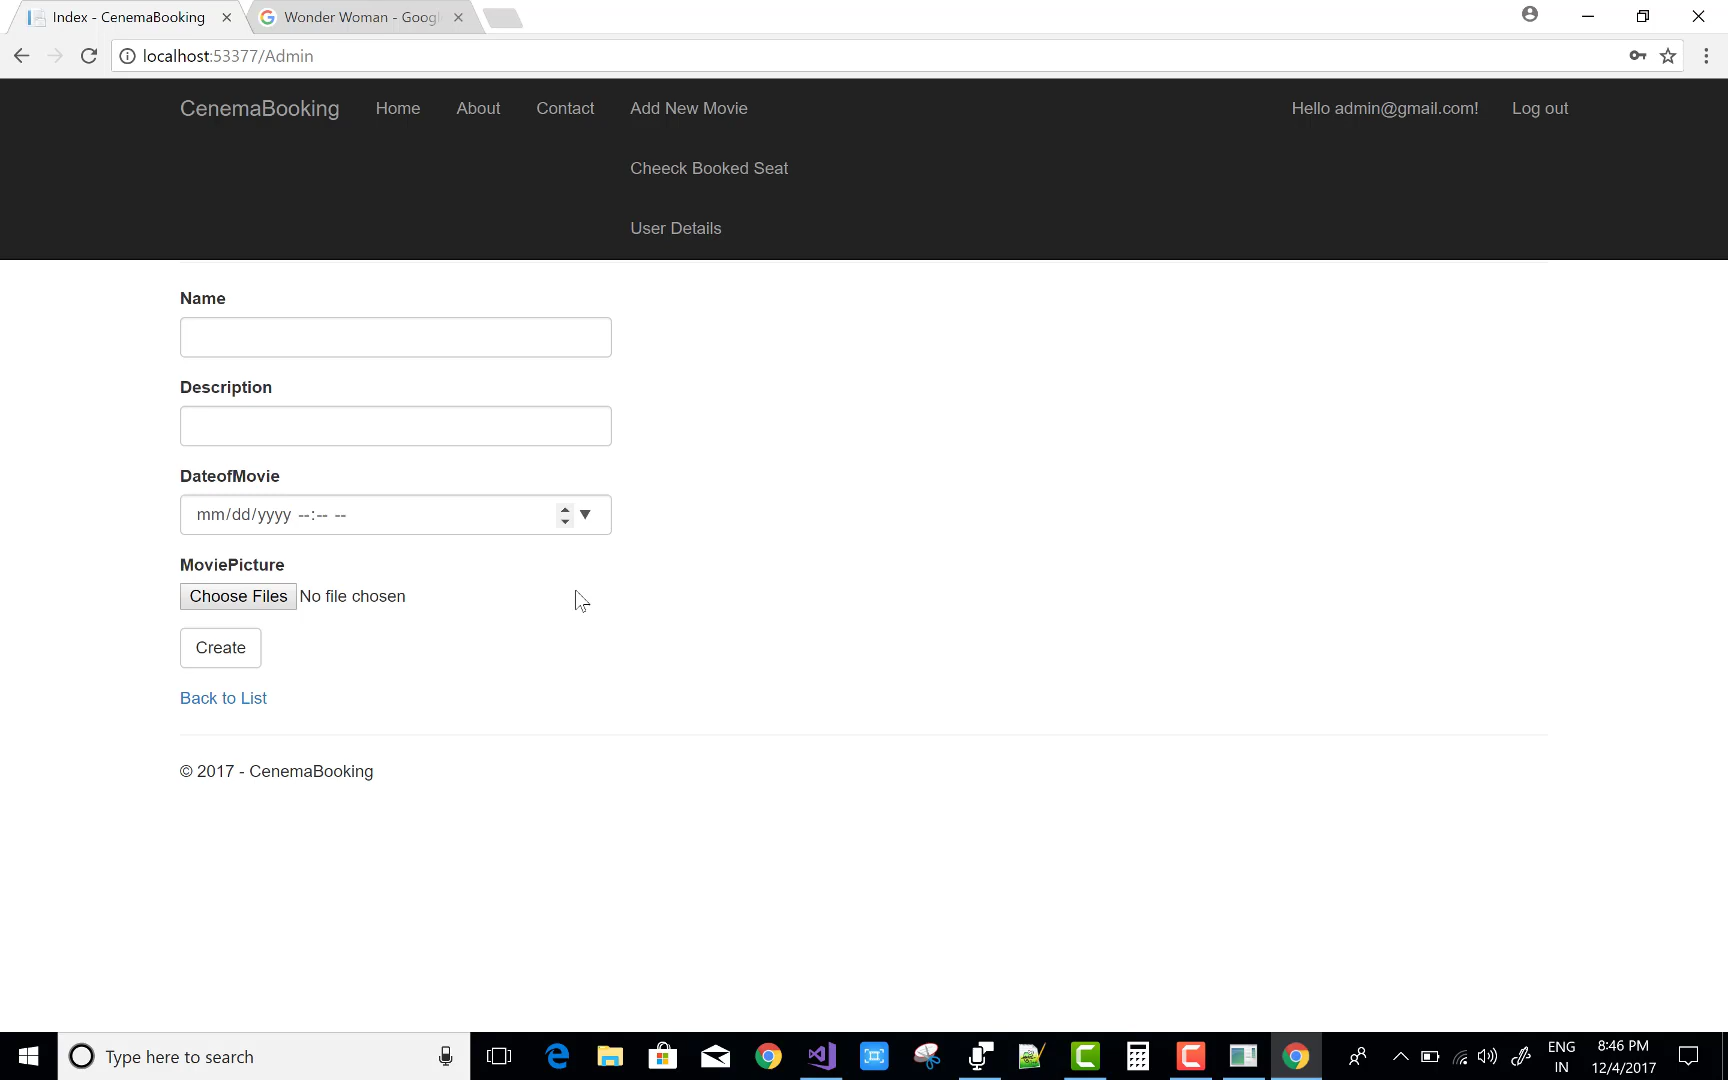 Index - CenemaBooking
Wonder Woman - Googl
localhost:53377/Admin
CenemaBooking
Home
About
Contact
Add New Movie
Hello admin@gmail.com!
Log out
Cheeck Booked Seat
User Details
Name
Description
DateofMovie
mm/dd/yyyy --:-- --
MoviePicture
Choose Files No file chosen
Create
Back to List
© 2017 - CenemaBooking
Type here to search
ENG
IN
8:46 PM
12/4/2017